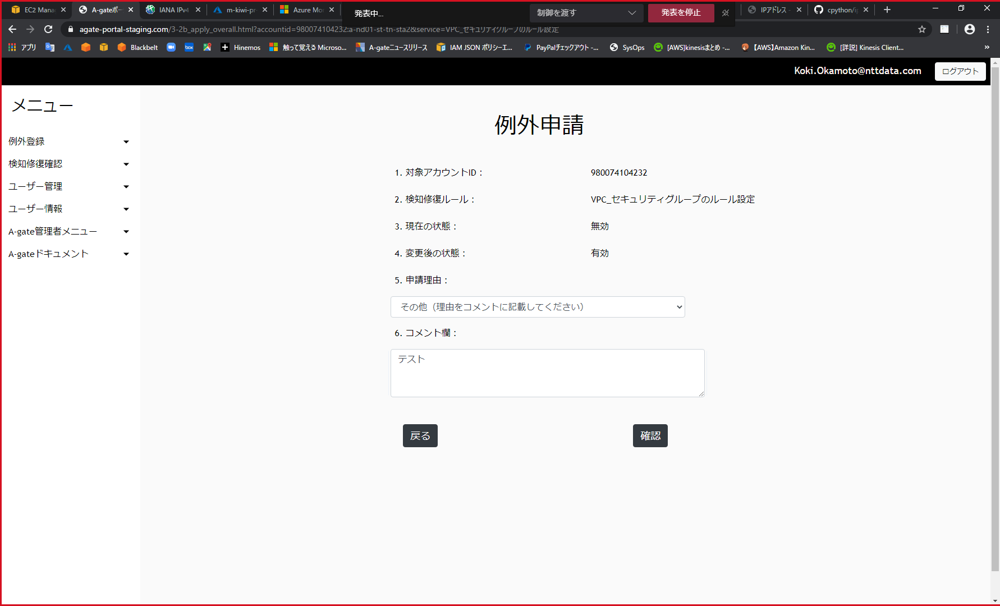 EC2 Mana
A-gateポー
IANA IPv4
m-kiwi-pr
Azure Mo
発表中...
制御を渡す
発表を停止
IPアドレス -
cpython/ip
agate-portal-staging.com/3-2b_apply_overall.html?accountid=980074104232:a-nd01-st-tn-sta2&service=VPC_セキュリティグループのルール設定
アプリ
Blackbelt
box
Hinemos
触って覚える Microso...
A-gateニュースリリース
IAM JSON ポリシーエ...
PayPalチェックアウト -...
SysOps
[AWS]kinesisまとめ -...
【AWS】Amazon Kin...
[詳説] Kinesis Client...
Koki.Okamoto@nttdata.com
ログアウト
メニュー
例外登録
検知修復確認
ユーザー管理
ユーザー情報
A-gate管理者メニュー
A-gateドキュメント
例外申請
1. 対象アカウントID： 980074104232
2. 検知修復ルール： VPC_セキュリティグループのルール設定
3. 現在の状態： 無効
4. 変更後の状態： 有効
5. 申請理由：
その他（理由をコメントに記載してください）
6. コメント欄：
テスト
戻る
確認